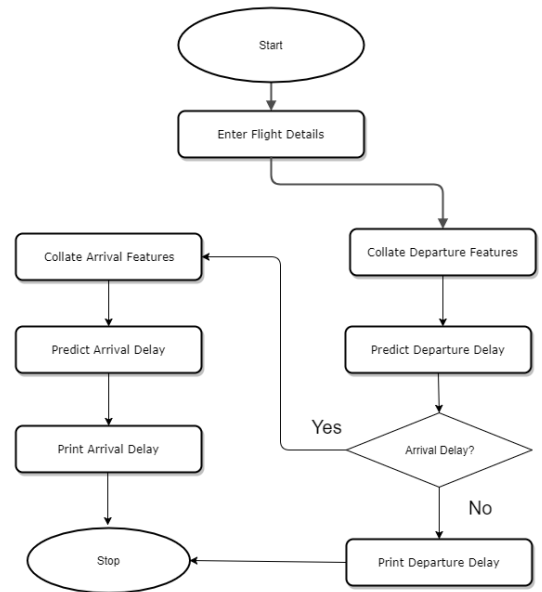 Start
Enter Flight Details
Collate Arrival Features
Collate Departure Features
Predict Arrival Delay
Predict Departure Delay
Yes
Print Arrival Delay
Arrival Delay?
No
Stop
Print Departure Delay